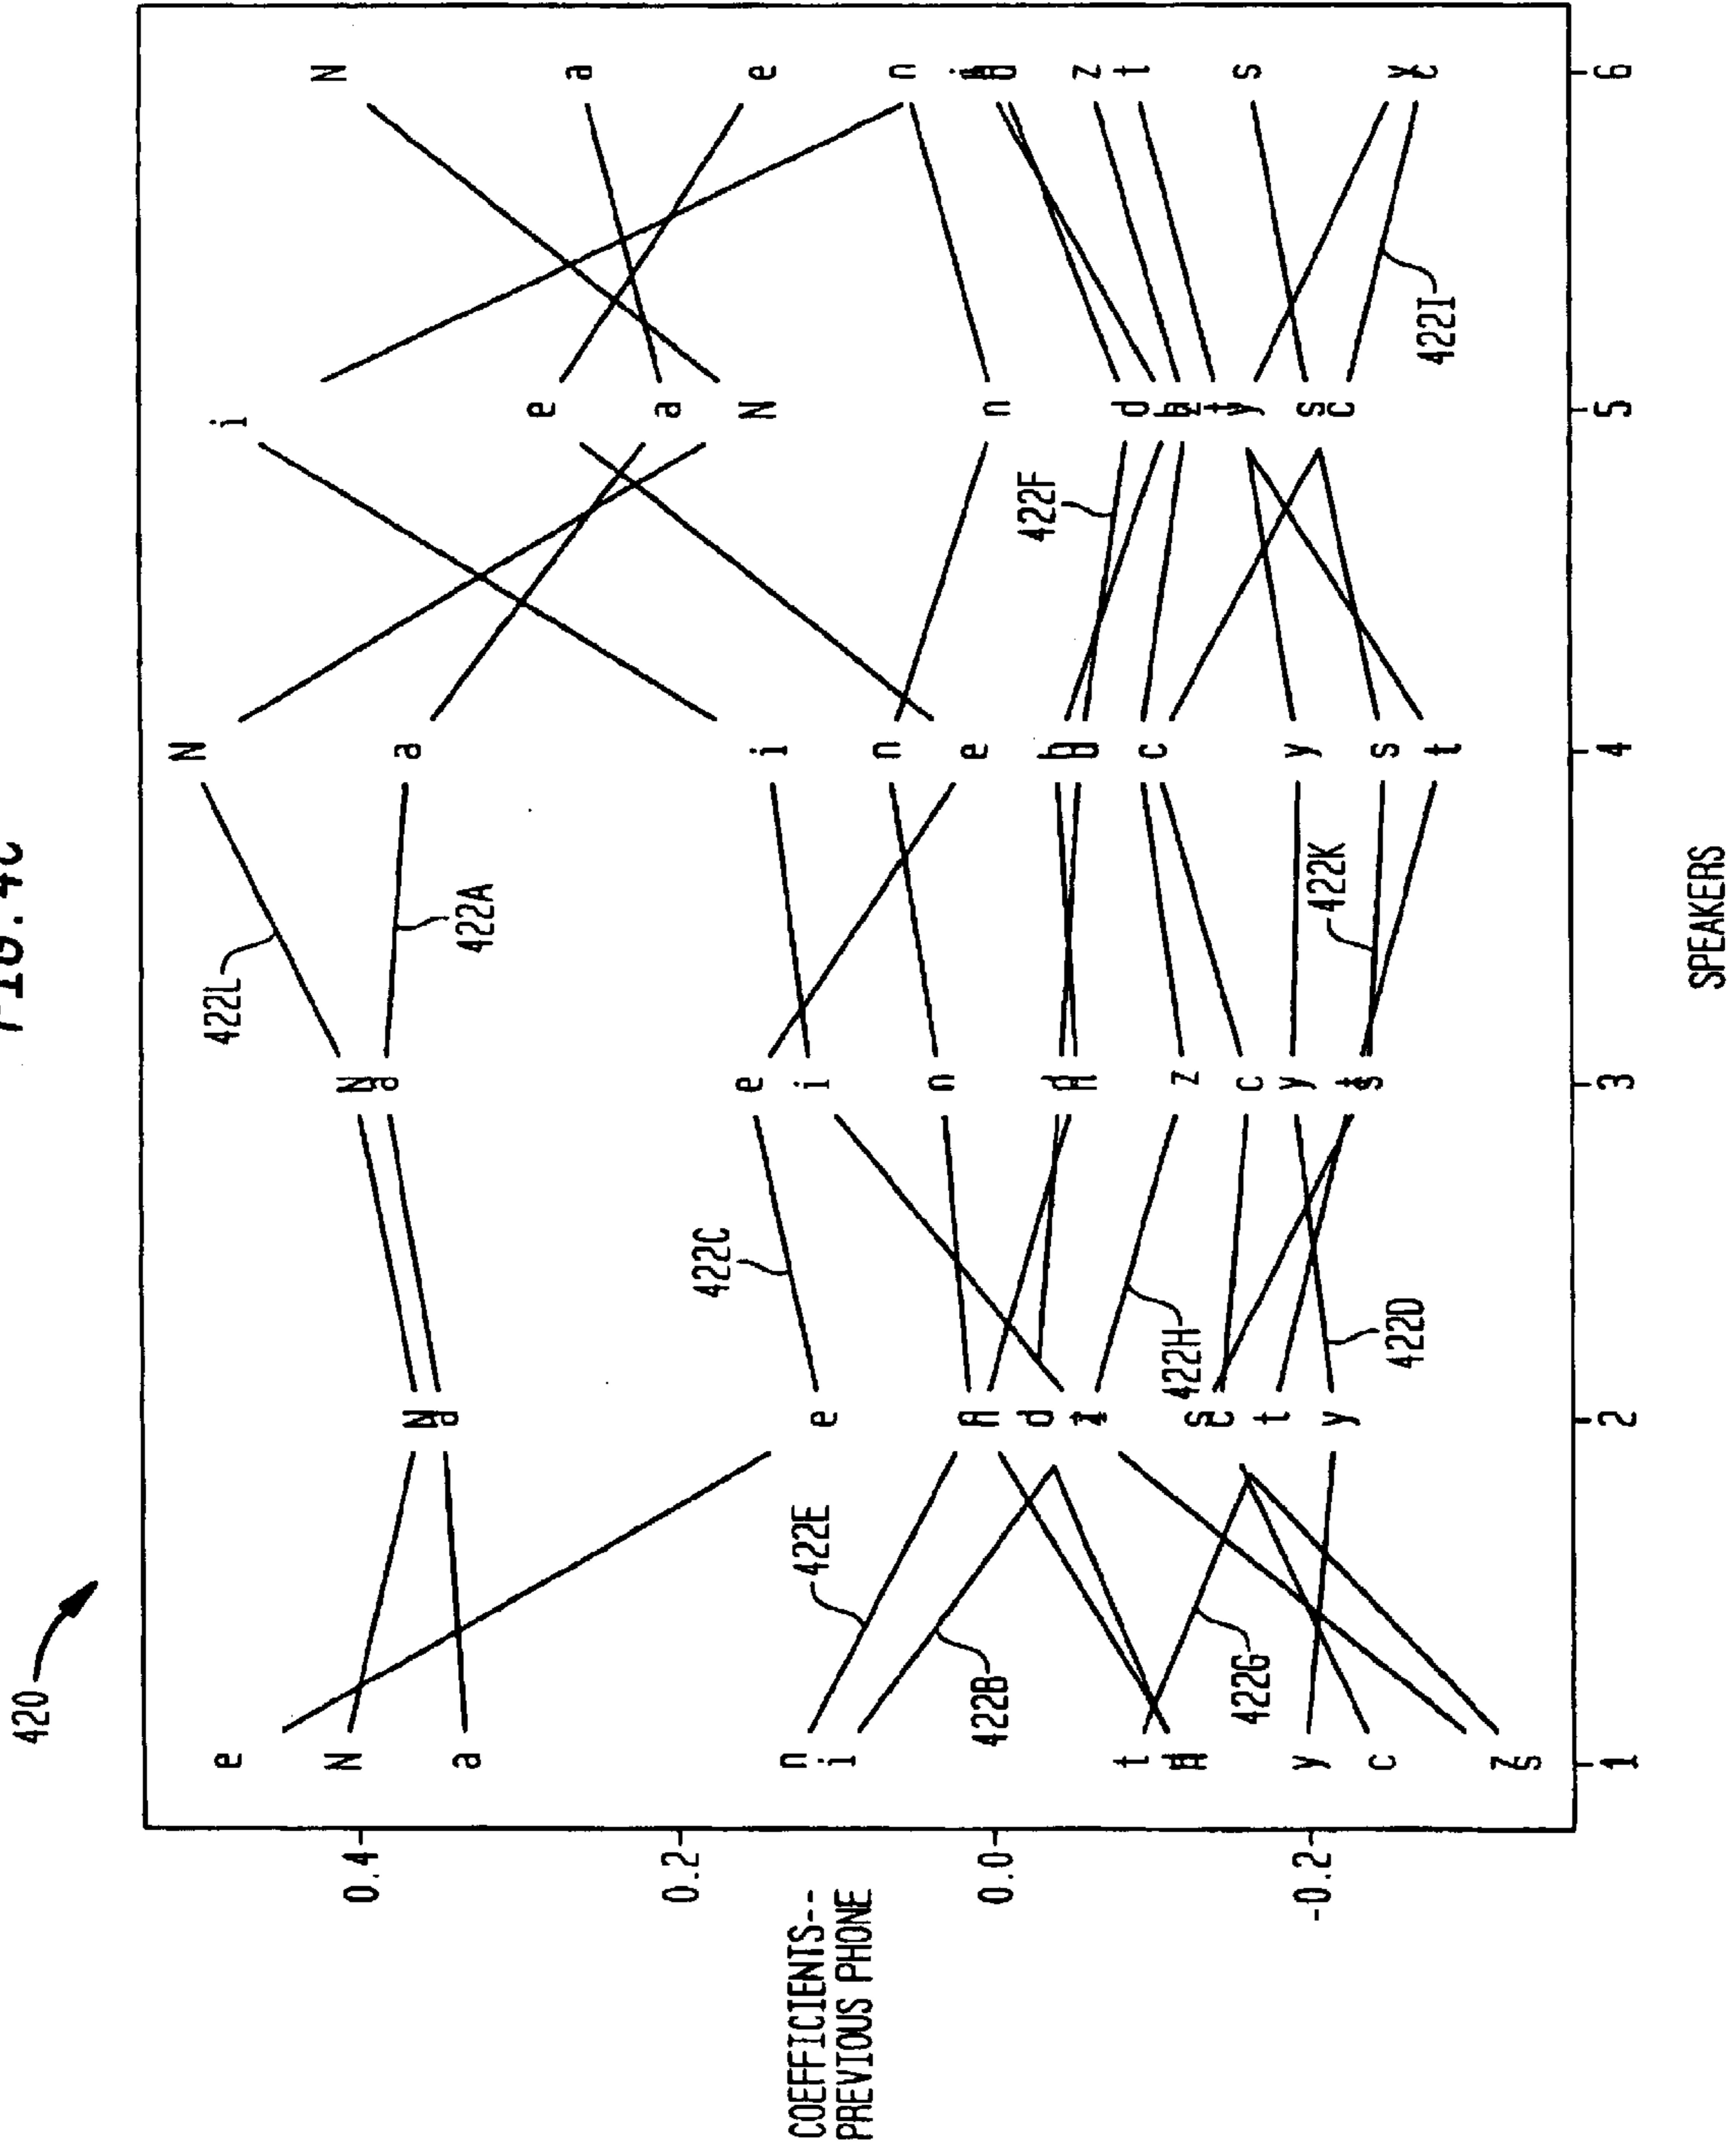 420
0.4
0.2
0.0
-0.2
COEFFICIENTS--
PREVIOUS PHONE
e
N
a
n
i
t
y
c
z
s
1
422E
422B
422G
N
a
e
d
s
t
y
2
422C
422H
422D
N
a
e
i
n
d
z
c
y
s
3
422L
422A
422K
N
a
i
n
e
c
y
s
t
4
422F
i
e
a
N
n
d
y
s
c
5
422I
N
a
e
n
z
t
s
y
c
6
SPEAKERS